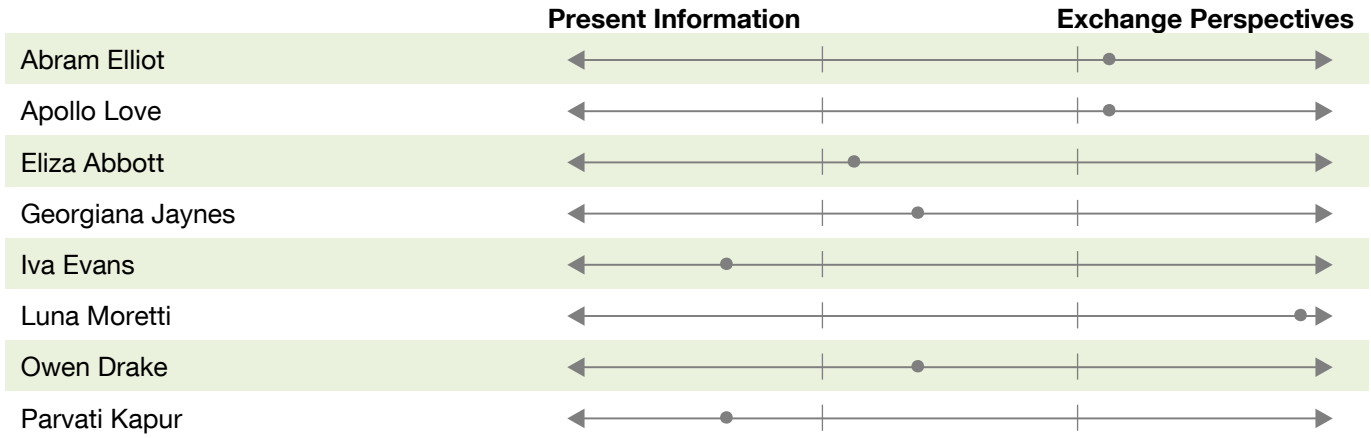 Present Information Exchange Perspectives
Abram Elliot
Apollo Love
Eliza Abbott
Georgiana Jaynes
Iva Evans
Luna Moretti
Owen Drake
Parvati Kapur